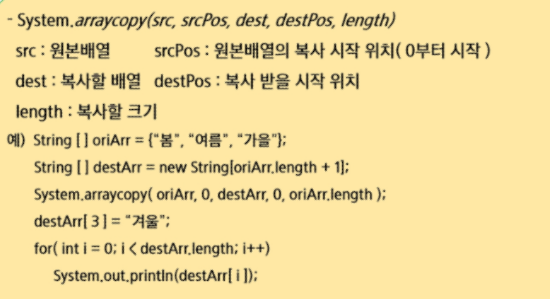 - System.arraycopy(src, srcPos, dest, destPos, length)
src : 원본배열 srcPos : 원본배열의 복사 시작 위치( 0부터 시작 )
dest : 복사할 배열 destPos : 복사 받을 시작 위치
length : 복사할 크기
예) String [ ] oriArr = {“봄”, “여름”, “가을”};
String [ ] destArr = new String[oriArr.length + 1];
System.arraycopy( oriArr, 0, destArr, 0, oriArr.length );
destArr[ 3 ] = “겨울”;
for( int i = 0; i < destArr.length; i++)
System.out.println(destArr[ i ]);